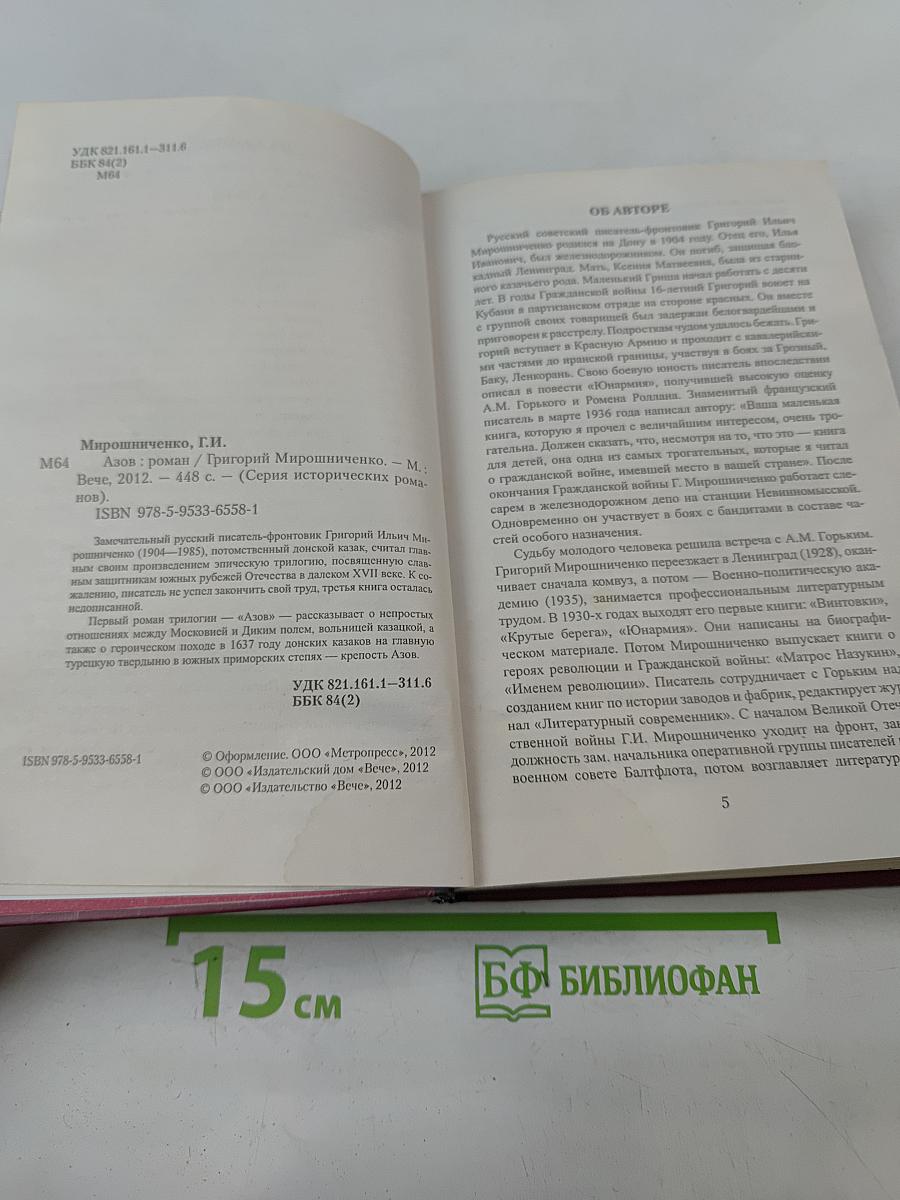 УДК 821.161.1—311.6
ББК 84(2)
М64
Мирошниченко, Г.И.
М64 Азов : роман / Григорий Мирошниченко. — М. :
Вече, 2012. — 448 с. — (Серия исторических рома-
нов).
ISBN 978-5-9533-6558-1
Замечательный русский писатель-фронтовик Григорий Ильич Ми-
рошниченко (1904—1985), потомственный донской казак, считал глав-
ным своим произведением эпическую трилогию, посвященную слав-
ным защитникам южных рубежей Отечества в далеком XVII веке. К со-
жалению, писатель не успел закончить свой труд, третья книга осталась
недописанной.
Первый роман трилогии — «Азов» — рассказывает о непростых
отношениях между Московией и Диким полем, вольницей казацкой, а
также о героическом походе в 1637 году донских казаков на главную
турецкую твердыню в южных приморских степях — крепость Азов.
УДК 821.161.1—311.6
ББК 84(2)
ISBN 978-5-9533-6558-1
© Оформление. ООО «Метропресс», 2012
© ООО «Издательский дом «Вече», 2012
© ООО «Издательство «Вече», 2012
ОБ АВТОРЕ
Русский советский писатель-фронтовик Григорий Ильич
Мирошниченко родился на Дону в 1904 году. Отец его, Илья
Иванович, был железнодорожником. Он погиб, защищая бло-
кадный Ленинград. Мать, Ксения Матвеевна, была из старин-
ного казачьего рода. Маленький Гриша начал работать с десяти
лет. В годы Гражданской войны 16-летний Григорий воюет на
Кубани в партизанском отряде на стороне красных. Он вместе
с группой своих товарищей был задержан белогвардейцами и
приговорен к расстрелу. Подросткам чудом удалось бежать. Гри-
горий вступает в Красную Армию и проходит с кавалерийски-
ми частями до иранской границы, участвуя в боях за Грозный,
Баку, Ленкорань. Свою боевую юность писатель впоследствии
описал в повести «Юнармия», получившей высокую оценку
А.М. Горького и Ромена Роллана. Знаменитый французский
писатель в марте 1936 года написал автору: «Ваша маленькая
книга, которую я прочел с величайшим интересом, очень тро-
гательна. Должен сказать, что, несмотря на то, что это — книга
для детей, она одна из самых трогательных, которые я читал
о гражданской войне, имевшей место в вашей стране». После
окончания Гражданской войны Г. Мирошниченко работает сле-
сарем в железнодорожном депо на станции Невинномысской.
Одновременно он участвует в боях с бандитами в составе ча-
стей особого назначения.
Судьбу молодого человека решила встреча с А.М. Горьким.
Григорий Мирошниченко переезжает в Ленинград (1928), окан-
чивает сначала комвуз, а потом — Военно-политическую ака-
демию (1935), занимается профессиональным литературным
трудом. В 1930-х годах выходят его первые книги: «Винтовки»,
«Крутые берега», «Юнармия». Они написаны на биографи-
ческом материале. Потом Мирошниченко выпускает книги о
героях революции и Гражданской войны: «Матрос Назукин»,
«Именем революции». Писатель сотрудничает с Горьким над
созданием книг по истории заводов и фабрик, редактирует жур
нал «Литературный современник». С началом Великой Отеч
ственной войны Г.И. Мирошниченко уходит на фронт, зан
должность зам. начальника оперативной группы писателей
военном совете Балтфлота, потом возглавляет литератур
5
15 см
БФ БИБЛИОФАН